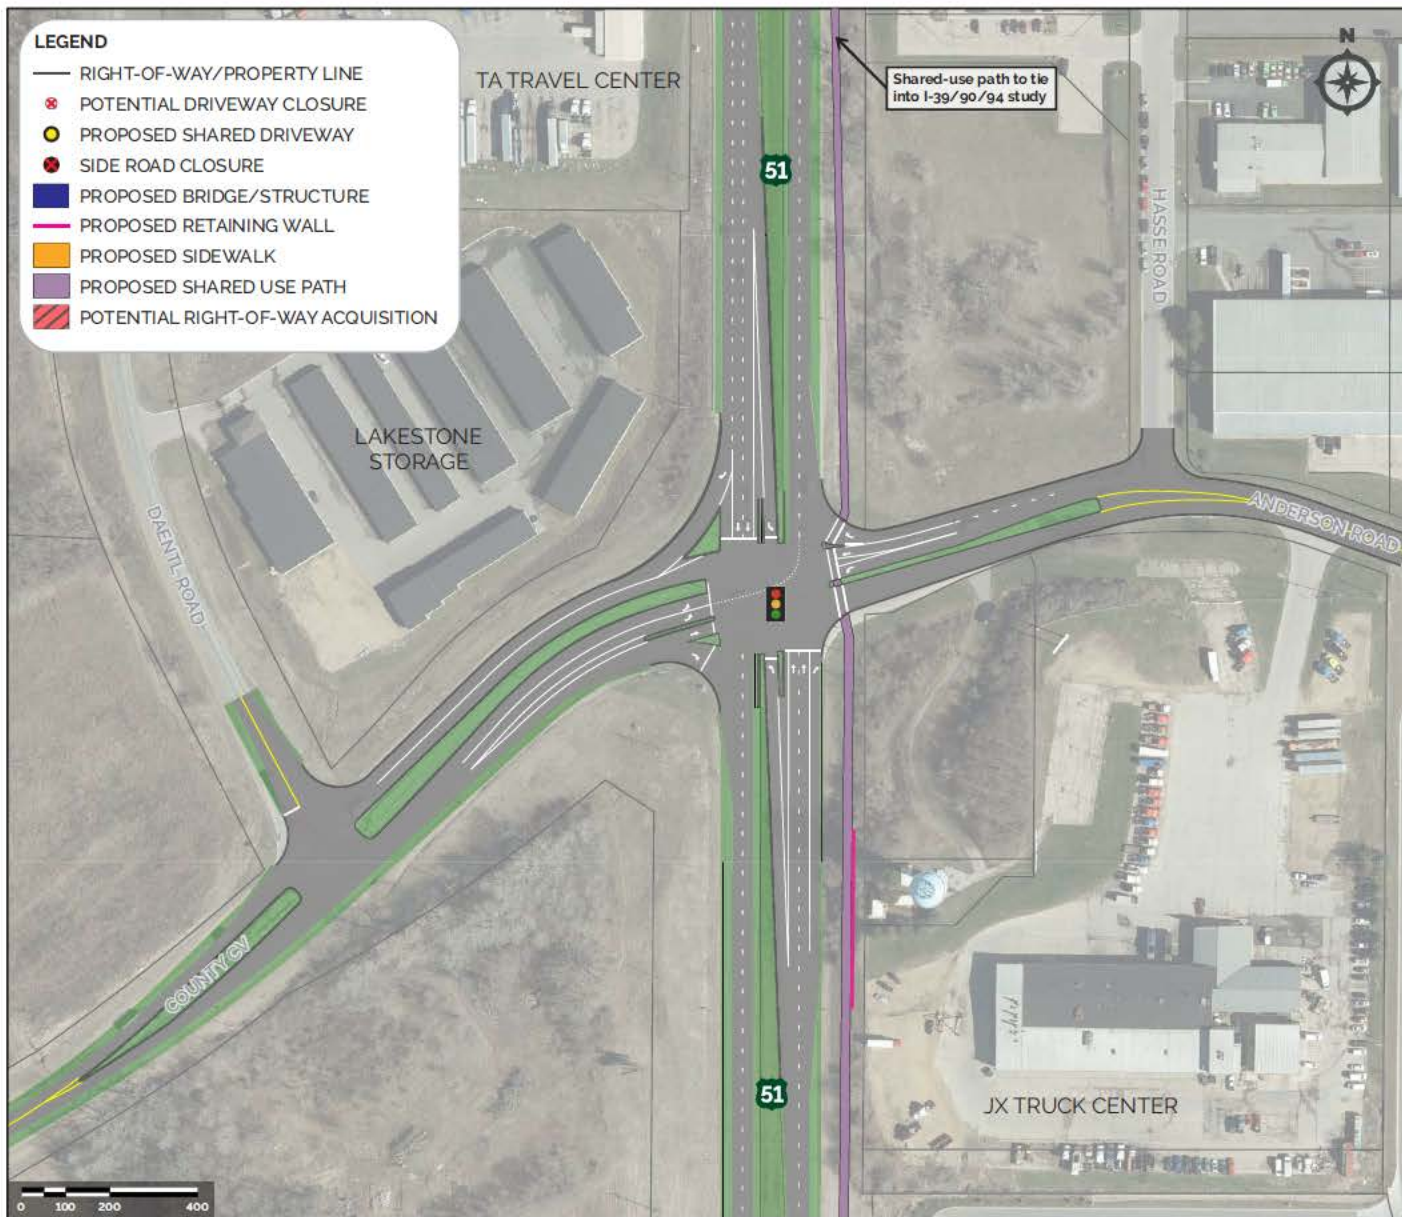 LEGEND
RIGHT-OF-WAY/PROPERTY LINE
POTENTIAL DRIVEWAY CLOSURE
PROPOSED SHARED DRIVEWAY
SIDE ROAD CLOSURE
PROPOSED BRIDGE/STRUCTURE
PROPOSED RETAINING WALL
PROPOSED SIDEWALK
PROPOSED SHARED USE PATH
POTENTIAL RIGHT-OF-WAY ACQUISITION
TA TRAVEL CENTER
Shared-use path to tie
into I-39/90/94 study
N
51
HASSE ROAD
LAKESTONE
STORAGE
DAENTL ROAD
ANDERSON ROAD
COUNTY CV
51
JX TRUCK CENTER
0 100 200 400